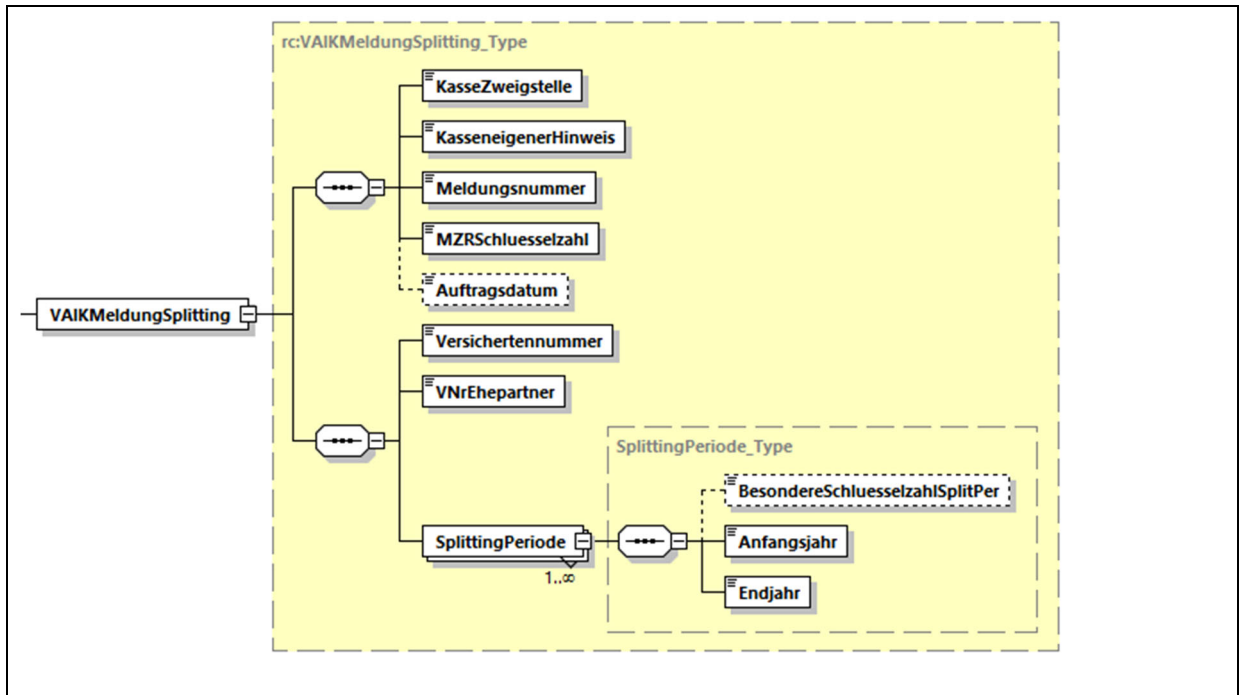 rc:VAIKMeldungSplitting_Type
KasseZweigstelle
KasseneigenerHinweis
Meldungsnummer
MZRSchluesselzahl
Auftragsdatum
VAIKMeldungSplitting
Versichertennummer
VNrEhepartner
SplittingPeriode_Type
BesondereSchluesselzahlSplitPer
SplittingPeriode
Anfangsjahr
1..∞
Endjahr